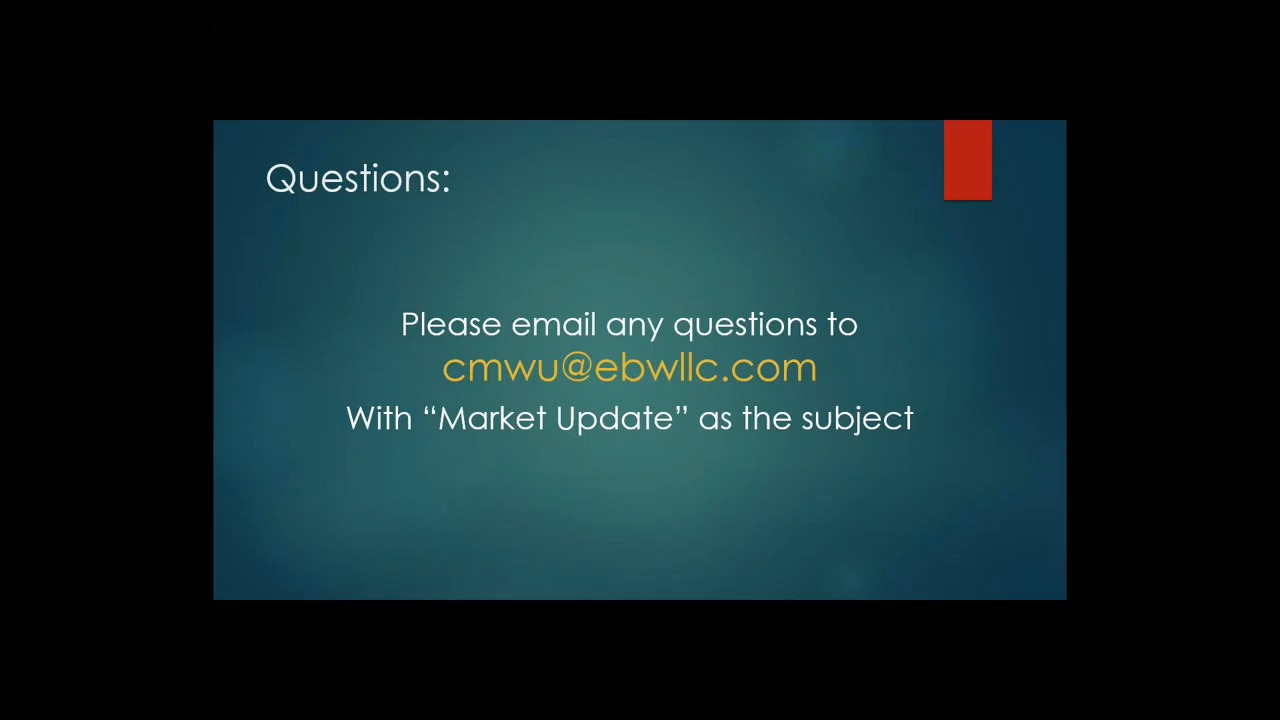 Questions:
Please email any questions to
cmwu@ebwllc.com
With “Market Update” as the subject